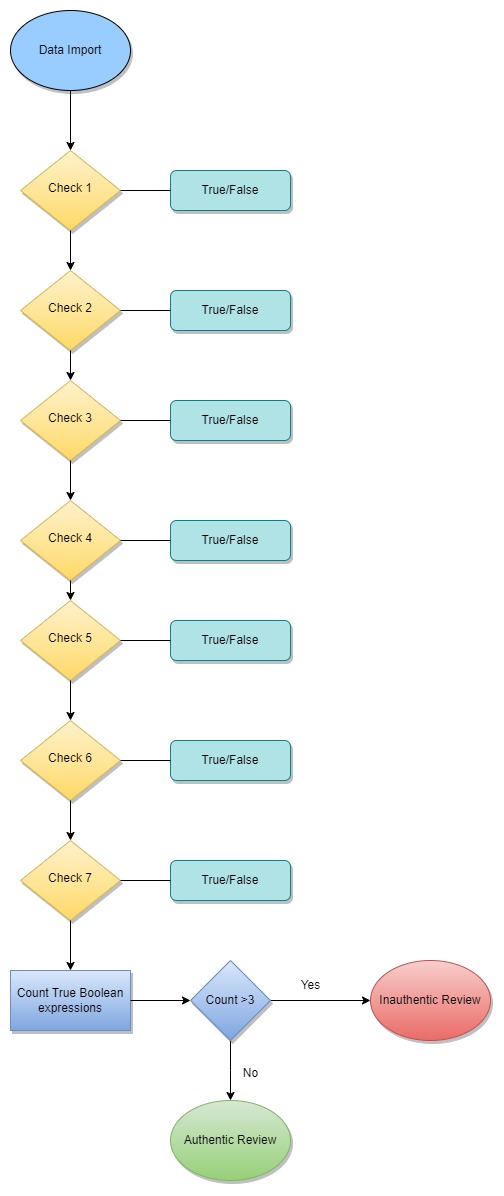 Data Import
Check 1
True/False
Check 2
True/False
Check 3
True/False
Check 4
True/False
Check 5
True/False
Check 6
True/False
Check 7
True/False
Count True Boolean
expressions
Count >3
Yes
Inauthentic Review
No
Authentic Review